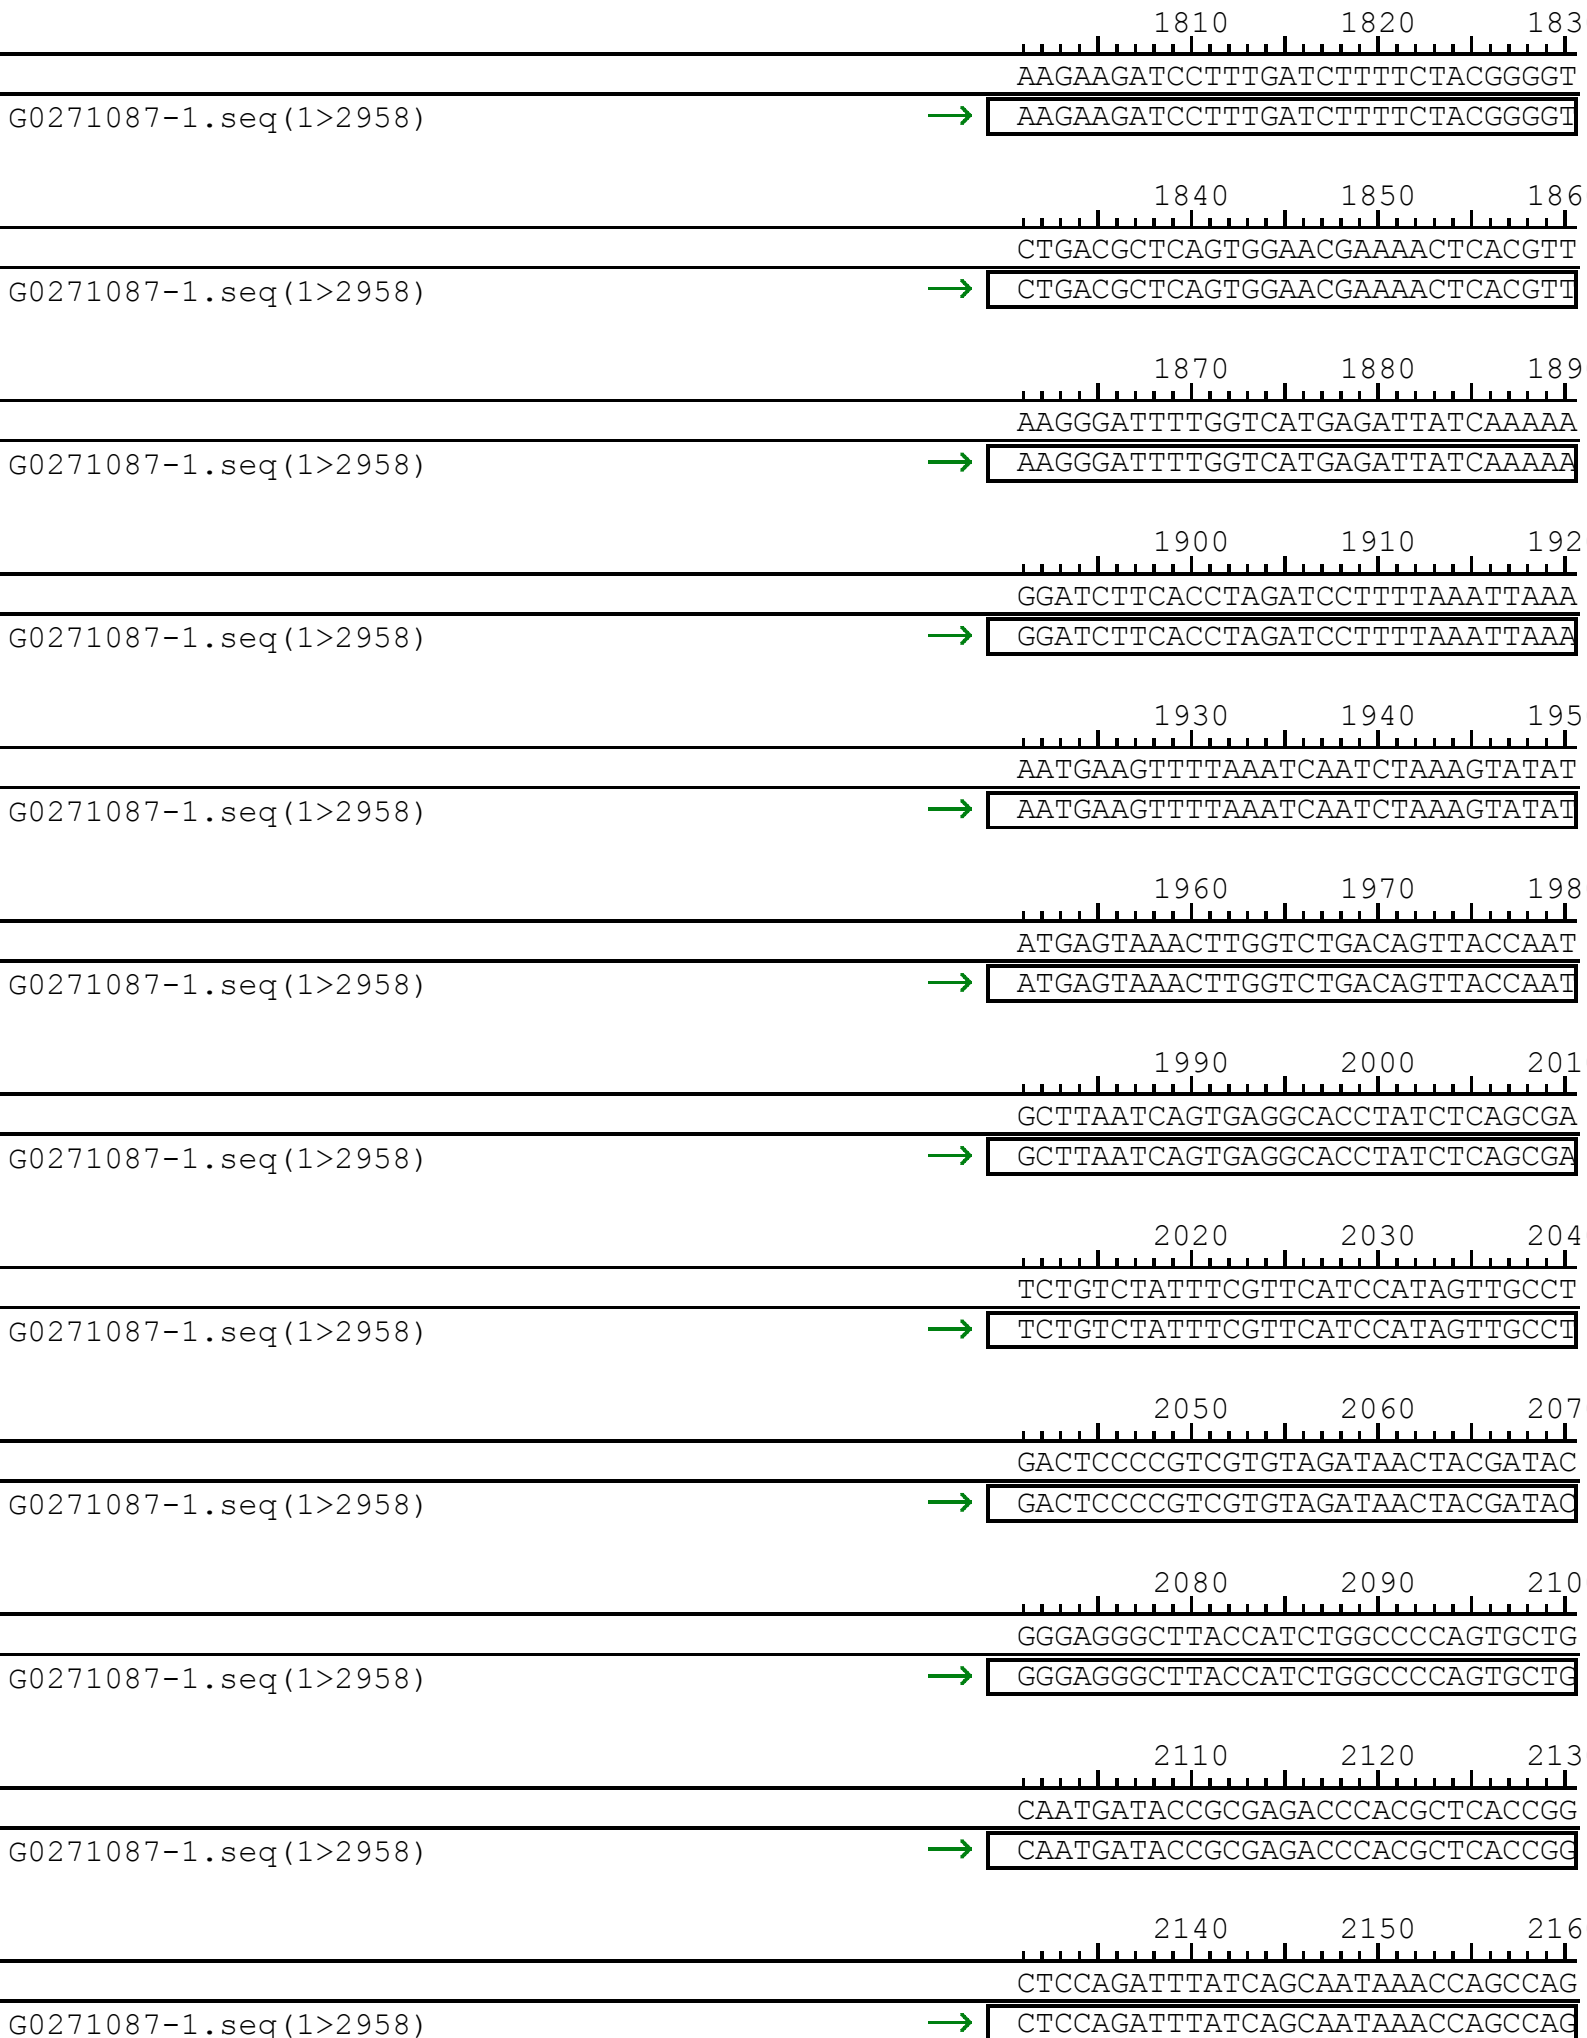 1810 1820 183
AAGAAGATCCTTTGATCTTTTCTACGGGGT
G0271087-1.seq(1>2958) → AAGAAGATCCTTTGATCTTTTCTACGGGGT
1840 1850 186
CTGACGCTCAGTGGAACGAAAACTCACGTT
G0271087-1.seq(1>2958) → CTGACGCTCAGTGGAACGAAAACTCACGTT
1870 1880 189
AAGGGATTTTGGTCATGAGATTATCAAAAA
G0271087-1.seq(1>2958) → AAGGGATTTTGGTCATGAGATTATCAAAAA
1900 1910 192
GGATCTTCACCTAGATCCTTTTAAATTAAA
G0271087-1.seq(1>2958) → GGATCTTCACCTAGATCCTTTTAAATTAAA
1930 1940 195
AATGAAGTTTTAAATCAATCTAAAGTATAT
G0271087-1.seq(1>2958) → AATGAAGTTTTAAATCAATCTAAAGTATAT
1960 1970 198
ATGAGTAAACTTGGTCTGACAGTTACCAAT
G0271087-1.seq(1>2958) → ATGAGTAAACTTGGTCTGACAGTTACCAAT
1990 2000 201
GCTTAATCAGTGAGGCACCTATCTCAGCGA
G0271087-1.seq(1>2958) → GCTTAATCAGTGAGGCACCTATCTCAGCGA
2020 2030 204
TCTGTCTATTTCGTTCATCCATAGTTGCCT
G0271087-1.seq(1>2958) → TCTGTCTATTTCGTTCATCCATAGTTGCCT
2050 2060 207
GACTCCCCGTCGTGTAGATAACTACGATAC
G0271087-1.seq(1>2958) → GACTCCCCGTCGTGTAGATAACTACGATAC
2080 2090 210
GGGAGGGCTTACCATCTGGCCCCAGTGCTG
G0271087-1.seq(1>2958) → GGGAGGGCTTACCATCTGGCCCCAGTGCTG
2110 2120 213
CAATGATACCGCGAGACCCACGCTCACCGG
G0271087-1.seq(1>2958) → CAATGATACCGCGAGACCCACGCTCACCGG
2140 2150 216
CTCCAGATTTATCAGCAATAAACCAGCCAG
G0271087-1.seq(1>2958) → CTCCAGATTTATCAGCAATAAACCAGCCAG